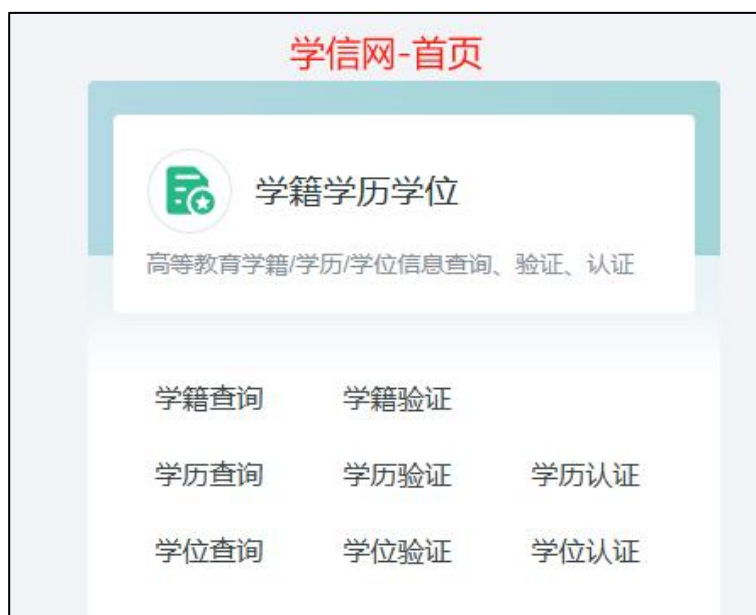 学信网-首页
学籍学历学位
高等教育学籍/学历/学位信息查询、验证、认证
学籍查询 学籍验证
学历查询 学历验证 学历认证
学位查询 学位验证 学位认证